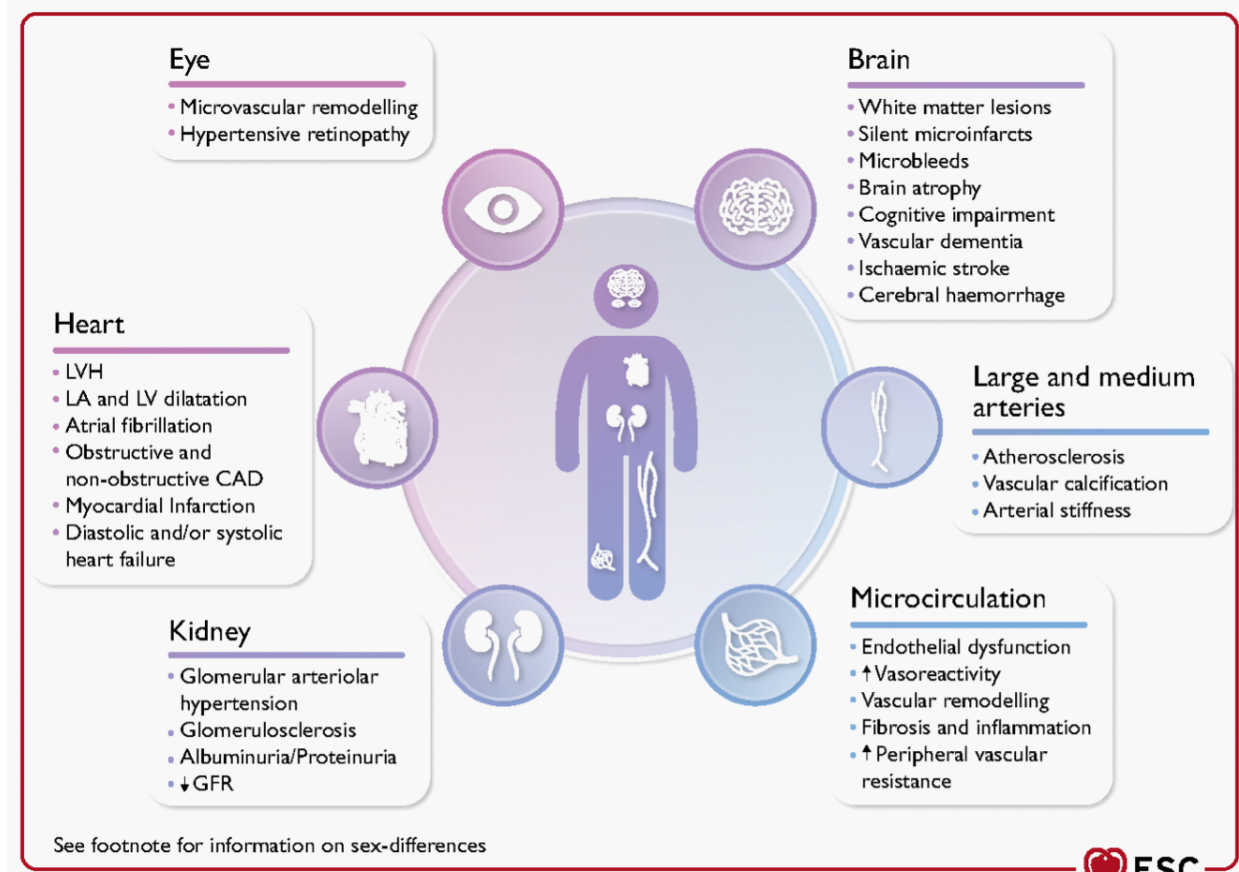 Eye
• Microvascular remodelling
• Hypertensive retinopathy
Brain
• White matter lesions
• Silent microinfarcts
• Microbleeds
• Brain atrophy
• Cognitive impairment
• Vascular dementia
• Ischaemic stroke
• Cerebral haemorrhage
Heart
• LVH
• LA and LV dilatation
• Atrial fibrillation
• Obstructive and
non-obstructive CAD
• Myocardial Infarction
• Diastolic and/or systolic
heart failure
Large and medium
arteries
• Atherosclerosis
• Vascular calcification
• Arterial stiffness
Kidney
• Glomerular arteriolar
hypertension
• Glomerulosclerosis
• Albuminuria/Proteinuria
• ↓GFR
Microcirculation
• Endothelial dysfunction
• ↑Vasoreactivity
• Vascular remodelling
• Fibrosis and inflammation
• ↑Peripheral vascular
resistance
See footnote for information on sex-differences
ESC